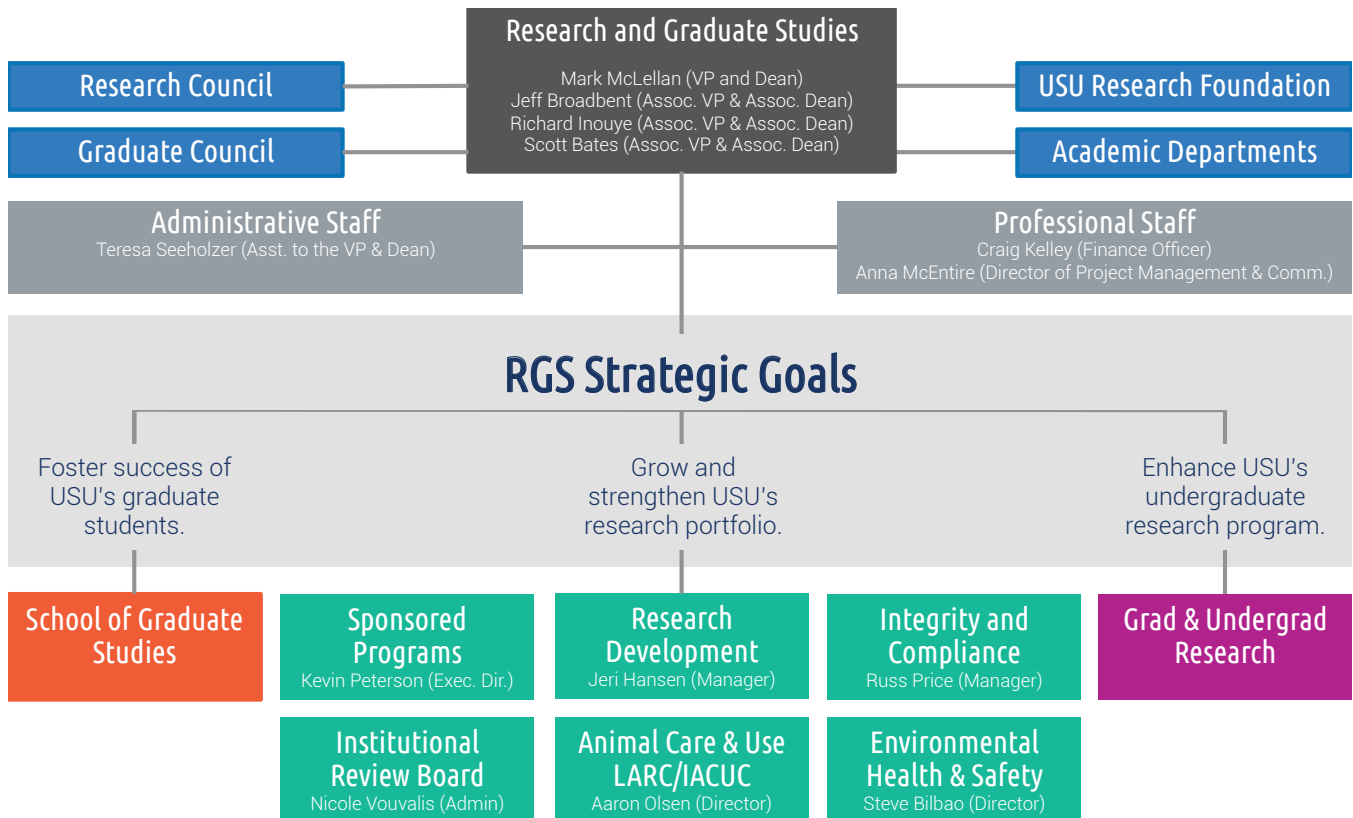 Research and Graduate Studies
Mark McLellan (VP and Dean)
Jeff Broadbent (Assoc. VP & Assoc. Dean)
Richard Inouye (Assoc. VP & Assoc. Dean)
Scott Bates (Assoc. VP & Assoc. Dean)
Research Council
Graduate Council
USU Research Foundation
Academic Departments
Administrative Staff
Teresa Seeholzer (Asst. to the VP & Dean)
Professional Staff
Craig Kelley (Finance Officer)
Anna McEntire (Director of Project Management & Comm.)
RGS Strategic Goals
Foster success of
USU's graduate
students.
Grow and
strengthen USU's
research portfolio.
Enhance USU's
undergraduate
research program.
School of Graduate
Studies
Sponsored
Programs
Kevin Peterson (Exec. Dir.)
Research
Development
Jeri Hansen (Manager)
Integrity and
Compliance
Russ Price (Manager)
Grad & Undergrad
Research
Institutional
Review Board
Nicole Vouvalis (Admin)
Animal Care & Use
LARC/IACUC
Aaron Olsen (Director)
Environmental
Health & Safety
Steve Bilbao (Director)